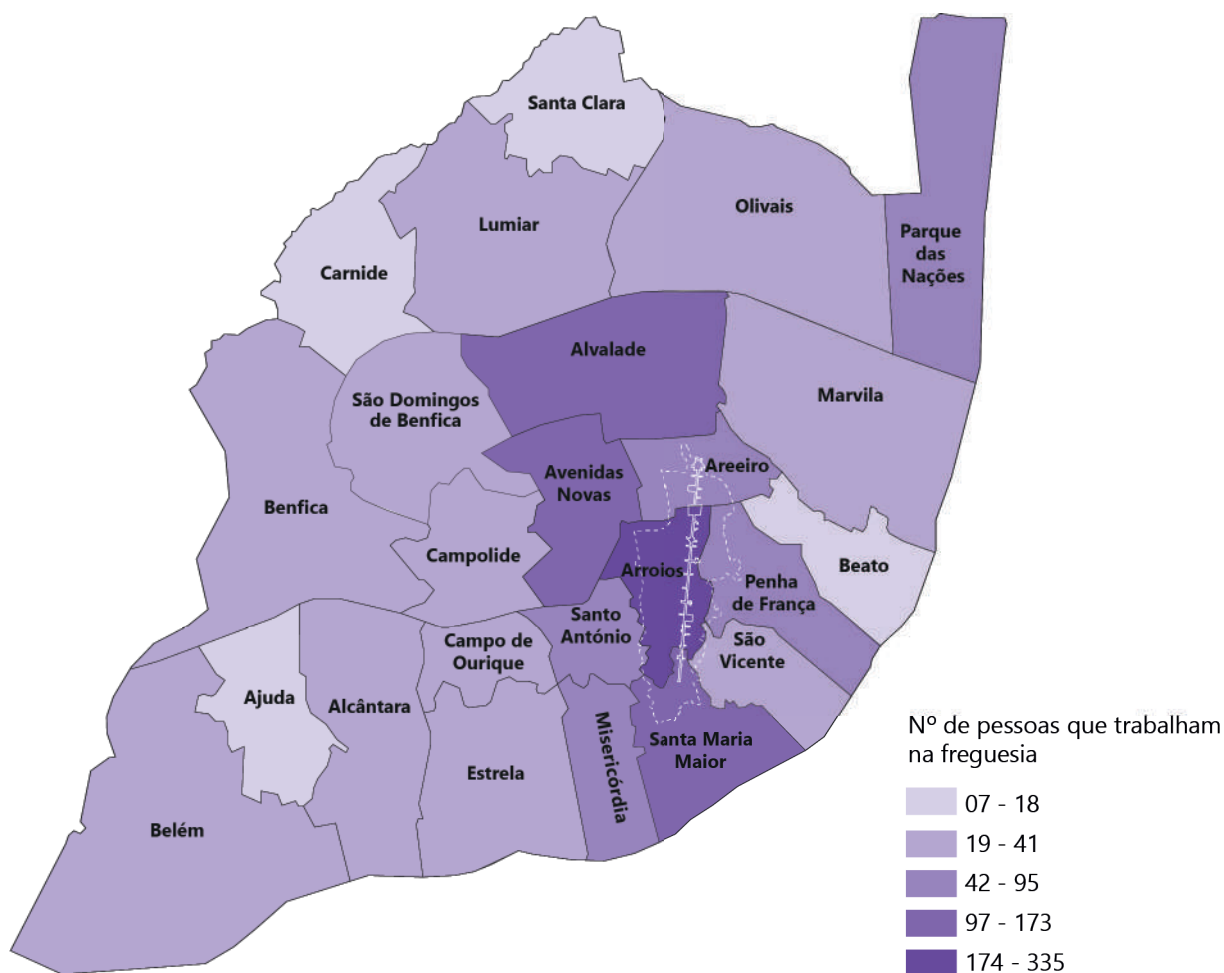 Santa Clara
Olivais
Lumiar
Parque
das
Nações
Carnide
Alvalade
Marvila
São Domingos
de Benfica
Areeiro
Avenidas
Novas
Benfica
Campolide
Arroios
Beato
Penha
de França
Santo
António
Campo de
Ourique
São
Vicente
Ajuda
Alcântara
Misericórdia
Santa Maria
Maior
Estrela
Belém
Nº de pessoas que trabalham
na freguesia
07 - 18
19 - 41
42 - 95
97 - 173
174 - 335